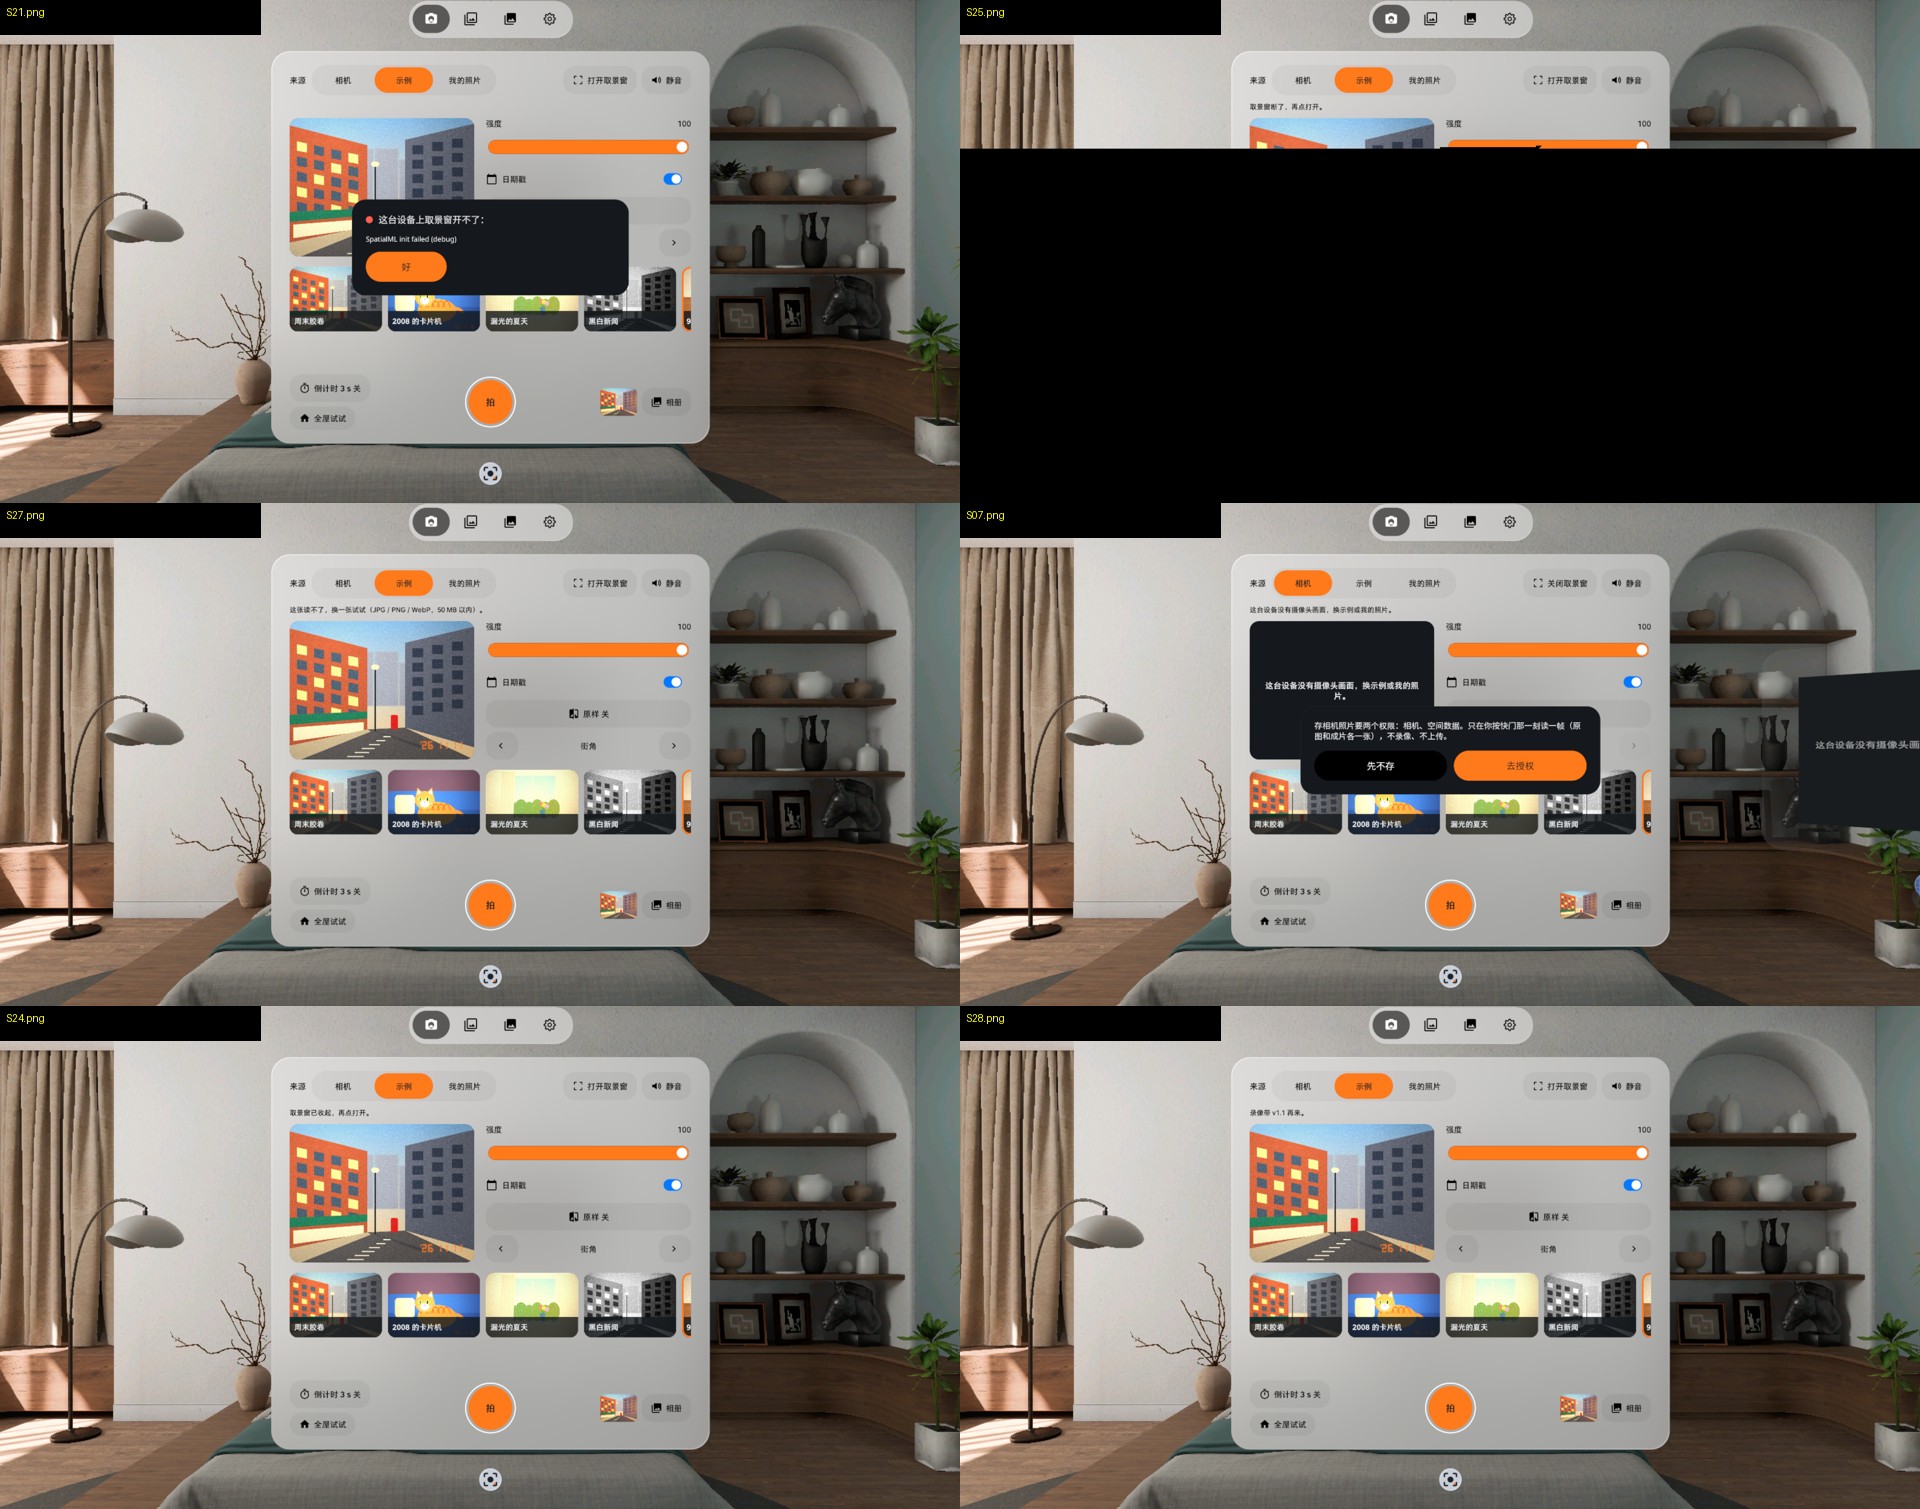 S21.png
来源
相机
示例
我的照片
打开取景窗
静音
强度
100
日期戳
这台设备上取景窗开不了：
SpatialML init failed (debug)
好
周末胶卷
2008 的卡片机
漏光的夏天
黑白新闻
9
倒计时 3 s 关
全屋试试
拍
相册
S25.png
来源
相机
示例
我的照片
打开取景窗
静音
取景窗断了，再点打开。
强度
100
S27.png
来源
相机
示例
我的照片
打开取景窗
静音
这张读不了，换一张试试（JPG / PNG / WebP，50 MB 以内）。
强度
100
日期戳
原样 关
街角
周末胶卷
2008 的卡片机
漏光的夏天
黑白新闻
9
倒计时 3 s 关
全屋试试
拍
相册
S07.png
来源
相机
示例
我的照片
关闭取景窗
静音
这台设备没有摄像头画面，换示例或我的照片。
强度
100
日期戳
这台设备没有摄像头画面，换示例或我的照
片。
存相机照片要两个权限：相机、空间数据。只在你按快门那一刻读一帧（原
图和成片各一张），不录像、不上传。
先不存
去授权
这台设备没有摄像头画
周末胶卷
2008 的卡片机
漏光的夏天
黑白新闻
倒计时 3 s 关
全屋试试
拍
相册
S24.png
来源
相机
示例
我的照片
打开取景窗
静音
取景窗已收起，再点打开。
强度
100
日期戳
原样 关
街角
周末胶卷
2008 的卡片机
漏光的夏天
黑白新闻
9
倒计时 3 s 关
全屋试试
拍
相册
S28.png
来源
相机
示例
我的照片
打开取景窗
静音
录像带 v1.1 再来。
强度
100
日期戳
原样 关
街角
周末胶卷
2008 的卡片机
漏光的夏天
黑白新闻
倒计时 3 s 关
全屋试试
拍
相册